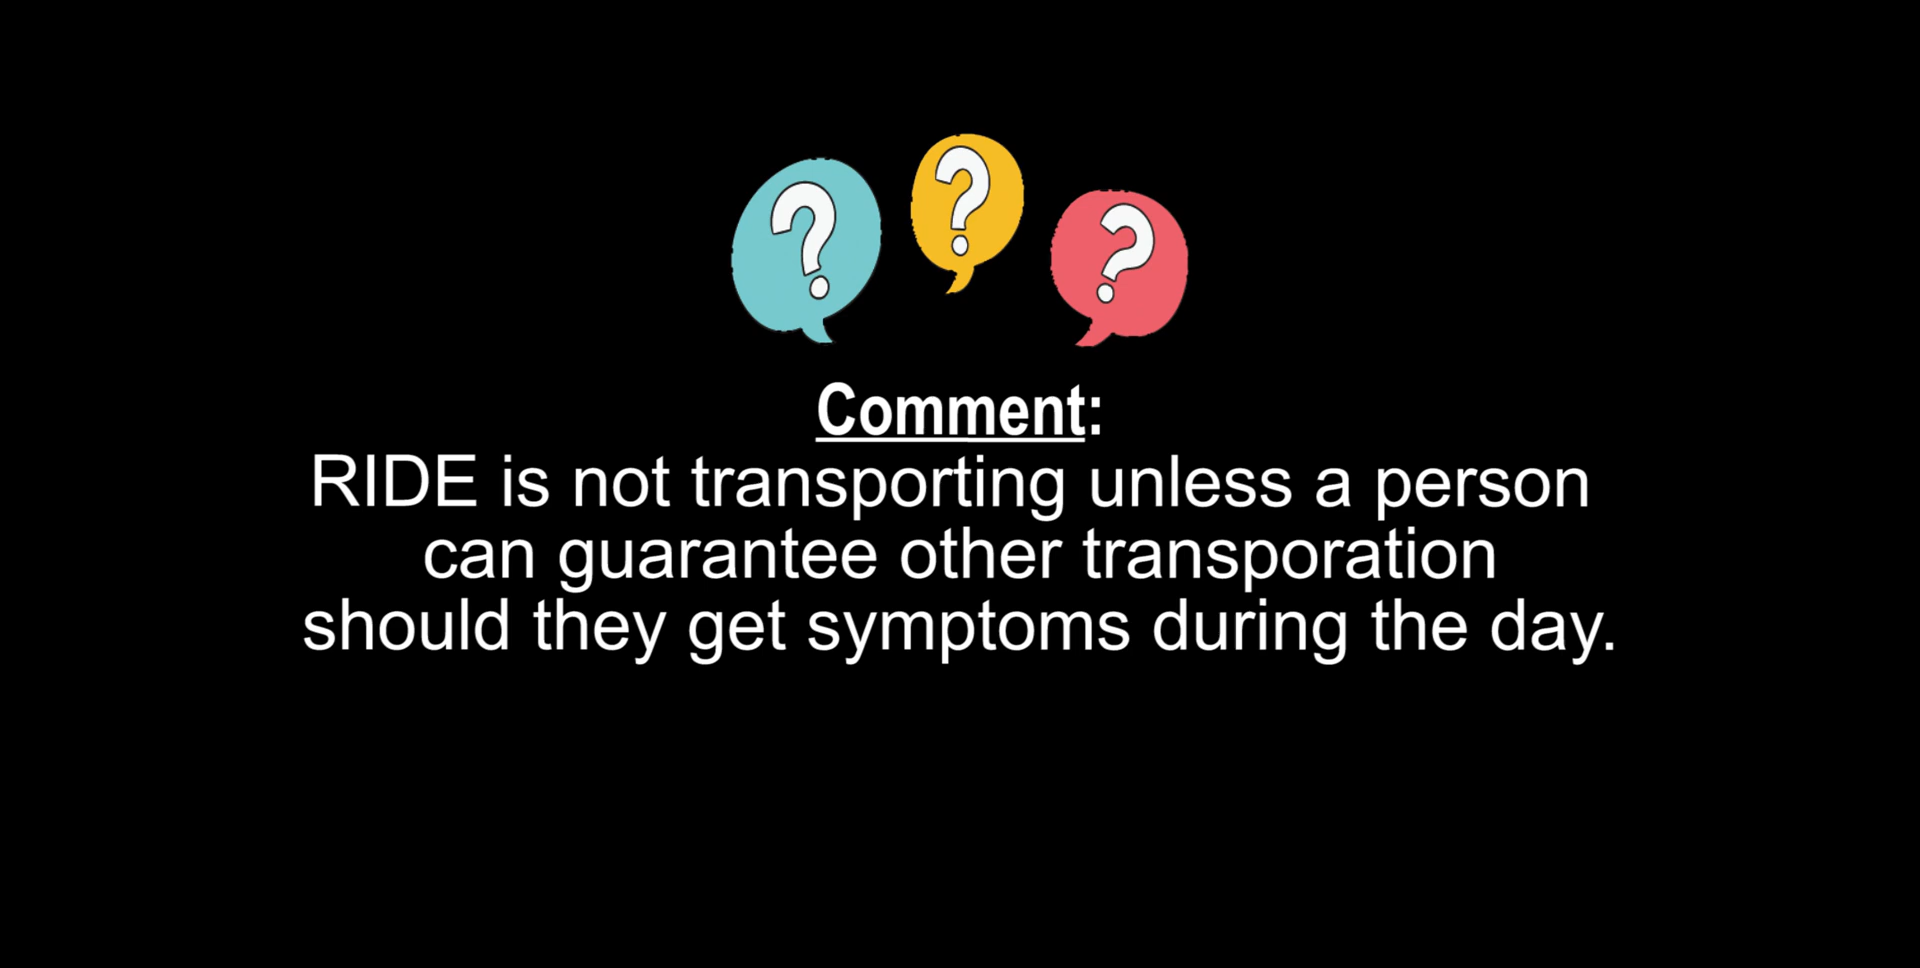 ? ? ?
Comment:
RIDE is not transporting unless a person
can guarantee other transporation
should they get symptoms during the day.